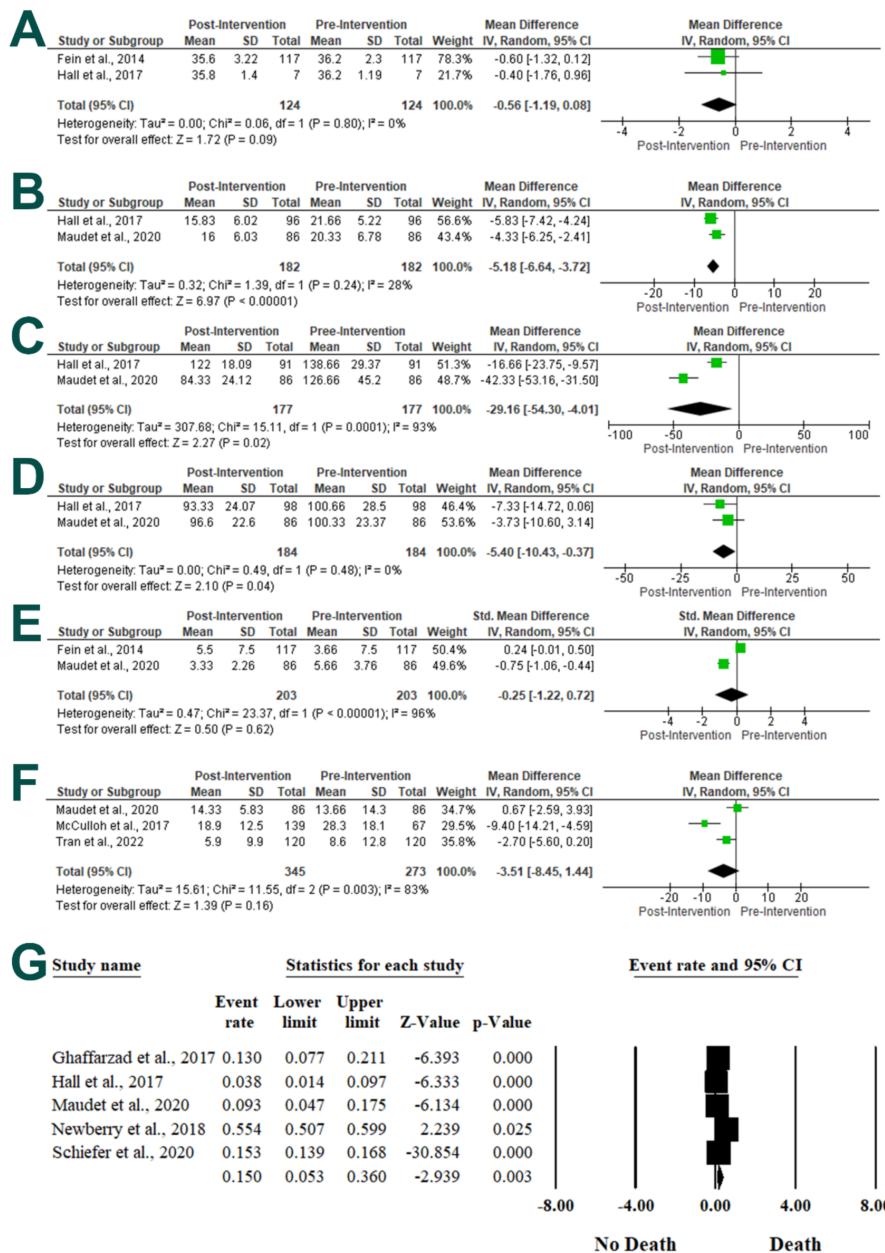 A
Post-Intervention Pre-Intervention Mean Difference Mean Difference
Study or Subgroup Mean SD Total Mean SD Total Weight IV, Random, 95% CI IV, Random, 95% CI
Fein et al., 2014 35.6 3.22 117 36.2 2.3 117 78.3% -0.60 [-1.32, 0.12]
Hall et al., 2017 35.8 1.4 7 36.2 1.19 7 21.7% -0.40 [-1.76, 0.96]
Total (95% CI) 124 124 100.0% -0.56 [-1.19, 0.08]
Heterogeneity: Tau² = 0.00; Chi² = 0.06, df = 1 (P = 0.80); I² = 0%
Test for overall effect: Z = 1.72 (P = 0.09)
-4 -2 0 2 4
Post-Intervention Pre-Intervention
B
Post-Intervention Pre-Intervention Mean Difference Mean Difference
Study or Subgroup Mean SD Total Mean SD Total Weight IV, Random, 95% CI IV, Random, 95% CI
Hall et al., 2017 15.83 6.02 96 21.66 5.22 96 56.6% -5.83 [-7.42, -4.24]
Maudet et al., 2020 16 6.03 86 20.33 6.78 86 43.4% -4.33 [-6.25, -2.41]
Total (95% CI) 182 182 100.0% -5.18 [-6.64, -3.72]
Heterogeneity: Tau² = 0.32; Chi² = 1.39, df = 1 (P = 0.24); I² = 28%
Test for overall effect: Z = 6.97 (P < 0.00001)
-20 -10 0 10 20
Post-Intervention Pre-Intervention
C
Post-Intervention Pree-Intervention Mean Difference Mean Difference
Study or Subgroup Mean SD Total Mean SD Total Weight IV, Random, 95% CI IV, Random, 95% CI
Hall et al., 2017 122 18.09 91 138.66 29.37 91 51.3% -16.66 [-23.75, -9.57]
Maudet et al., 2020 84.33 24.12 86 126.66 45.2 86 48.7% -42.33 [-53.16, -31.50]
Total (95% CI) 177 177 100.0% -29.16 [-54.30, -4.01]
Heterogeneity: Tau² = 307.68; Chi² = 15.11, df = 1 (P = 0.0001); I² = 93%
Test for overall effect: Z = 2.27 (P = 0.02)
-100 -50 0 50 100
Post-Intervention Pre-Intervention
D
Post-Intervention Pre-Intervention Mean Difference Mean Difference
Study or Subgroup Mean SD Total Mean SD Total Weight IV, Random, 95% CI IV, Random, 95% CI
Hall et al., 2017 93.33 24.07 98 100.66 28.5 98 46.4% -7.33 [-14.72, 0.06]
Maudet et al., 2020 96.6 22.6 86 100.33 23.37 86 53.6% -3.73 [-10.60, 3.14]
Total (95% CI) 184 184 100.0% -5.40 [-10.43, -0.37]
Heterogeneity: Tau² = 0.00; Chi² = 0.49, df = 1 (P = 0.48); I² = 0%
Test for overall effect: Z = 2.10 (P = 0.04)
-50 -25 0 25 50
Post-Intervention Pre-Intervention
E
Post-Intervention Pre-Intervention Std. Mean Difference Std. Mean Difference
Study or Subgroup Mean SD Total Mean SD Total Weight IV, Random, 95% CI IV, Random, 95% CI
Fein et al., 2014 5.5 7.5 117 3.66 7.5 117 50.4% 0.24 [-0.01, 0.50]
Maudet et al., 2020 3.33 2.26 86 5.66 3.76 86 49.6% -0.75 [-1.06, -0.44]
Total (95% CI) 203 203 100.0% -0.25 [-1.22, 0.72]
Heterogeneity: Tau² = 0.47; Chi² = 23.37, df = 1 (P < 0.00001); I² = 96%
Test for overall effect: Z = 0.50 (P = 0.62)
-4 -2 0 2 4
Post-Intervention Pre-Intervention
F
Post-Intervention Pre-Intervention Mean Difference Mean Difference
Study or Subgroup Mean SD Total Mean SD Total Weight IV, Random, 95% CI IV, Random, 95% CI
Maudet et al., 2020 14.33 5.83 86 13.66 14.3 86 34.7% 0.67 [-2.59, 3.93]
McCulloh et al., 2017 18.9 12.5 139 28.3 18.1 67 29.5% -9.40 [-14.21, -4.59]
Tran et al., 2022 5.9 9.9 120 8.6 12.8 120 35.8% -2.70 [-5.60, 0.20]
Total (95% CI) 345 273 100.0% -3.51 [-8.45, 1.44]
Heterogeneity: Tau² = 15.61; Chi² = 11.55, df = 2 (P = 0.003); I² = 83%
Test for overall effect: Z = 1.39 (P = 0.16)
-20 -10 0 10 20
Post-Intervention Pre-Intervention
G
Study name Statistics for each study Event rate and 95% CI
Event Lower Upper
rate limit limit Z-Value p-Value
Ghaffarzad et al., 2017 0.130 0.077 0.211 -6.393 0.000
Hall et al., 2017 0.038 0.014 0.097 -6.333 0.000
Maudet et al., 2020 0.093 0.047 0.175 -6.134 0.000
Newberry et al., 2018 0.554 0.507 0.599 2.239 0.025
Schiefer et al., 2020 0.153 0.139 0.168 -30.854 0.000
0.150 0.053 0.360 -2.939 0.003
-8.00 -4.00 0.00 4.00 8.00
No Death Death